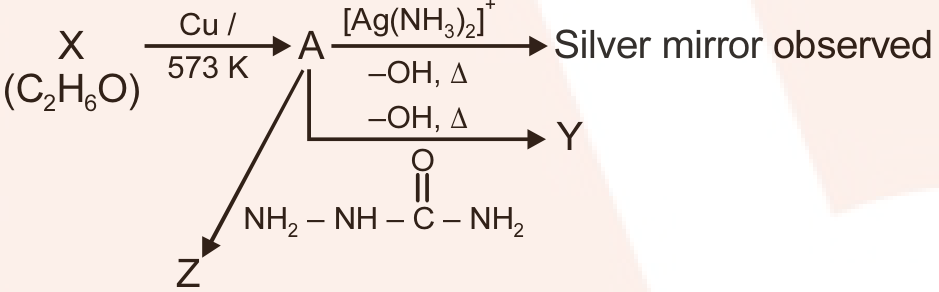 X Cu / 573 K A [Ag(NH₃)₂]⁺ –OH, Δ Silver mirror observed
(C₂H₆O)
–OH, Δ Y
O
NH₂ – NH – C – NH₂
Z